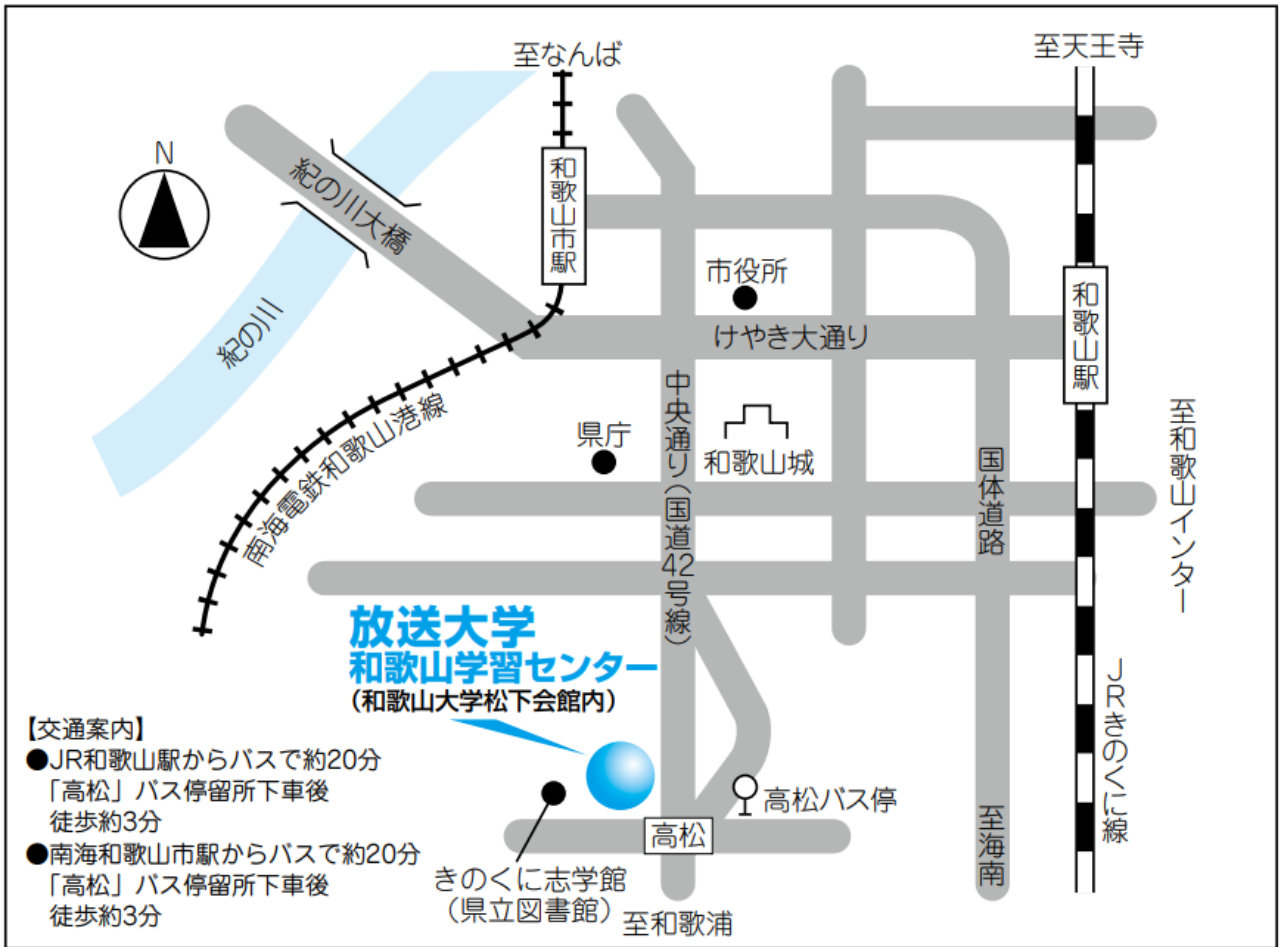 至なんば
至天王寺
N
紀の川大橋
和歌山市駅
市役所
紀の川
けやき大通り
和歌山駅
中央通り(国道42号線)
南海電鉄和歌山港線
県庁
和歌山城
国体道路
至和歌山インター
放送大学
和歌山学習センター
(和歌山大学松下会館内)
JRきのくに線
高松バス停
高松
至海南
きのくに志学館
(県立図書館)
至和歌浦
【交通案内】
●JR和歌山駅からバスで約20分
「高松」バス停留所下車後
徒歩約3分
●南海和歌山市駅からバスで約20分
「高松」バス停留所下車後
徒歩約3分